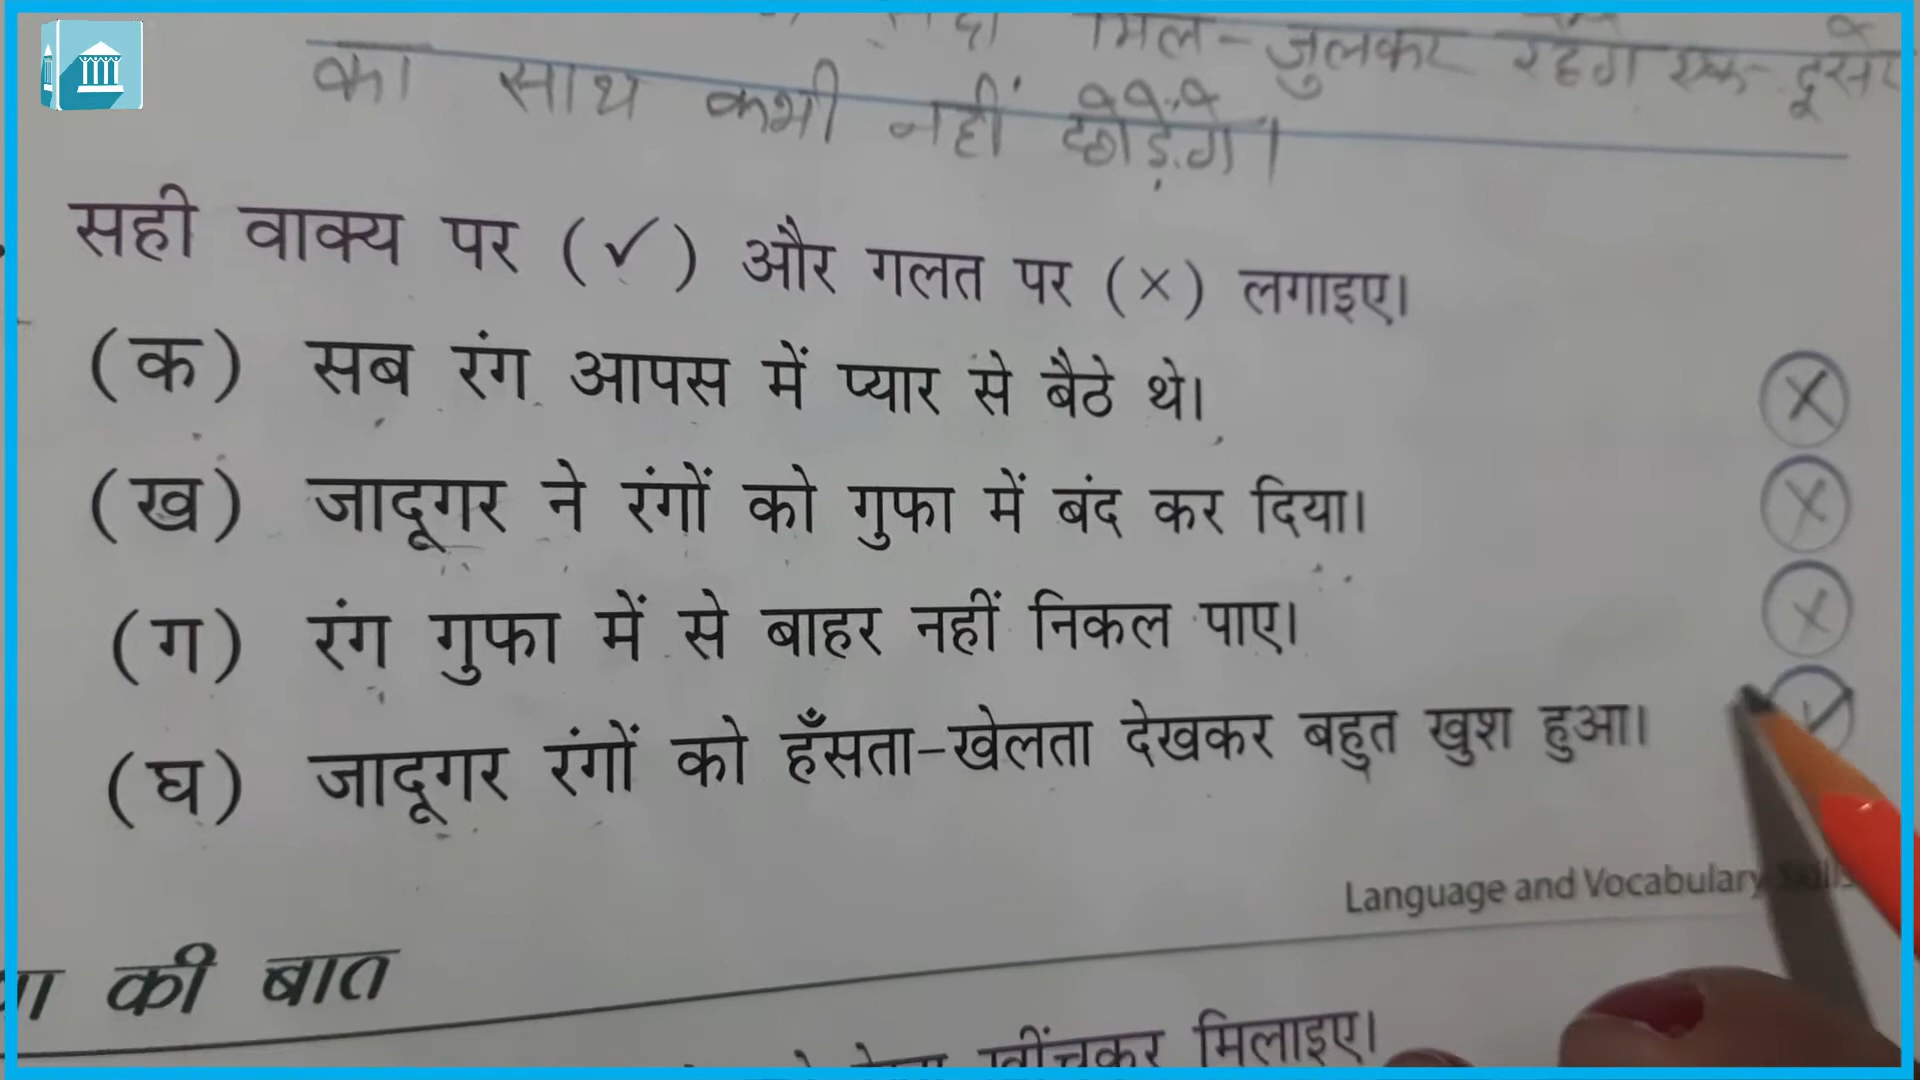 मिल-जुलकर रहेंगे एक-दूसरे
का साथ कभी नहीं छोड़ेंगे।
सही वाक्य पर (✓) और गलत पर (×) लगाइए।
(क) सब रंग आपस में प्यार से बैठे थे। ×
(ख) जादूगर ने रंगों को गुफा में बंद कर दिया। ×
(ग) रंग गुफा में से बाहर नहीं निकल पाए। ×
(घ) जादूगर रंगों को हँसता-खेलता देखकर बहुत खुश हुआ। ✓
Language and Vocabulary Skills
की बात
खींचकर मिलाइए।